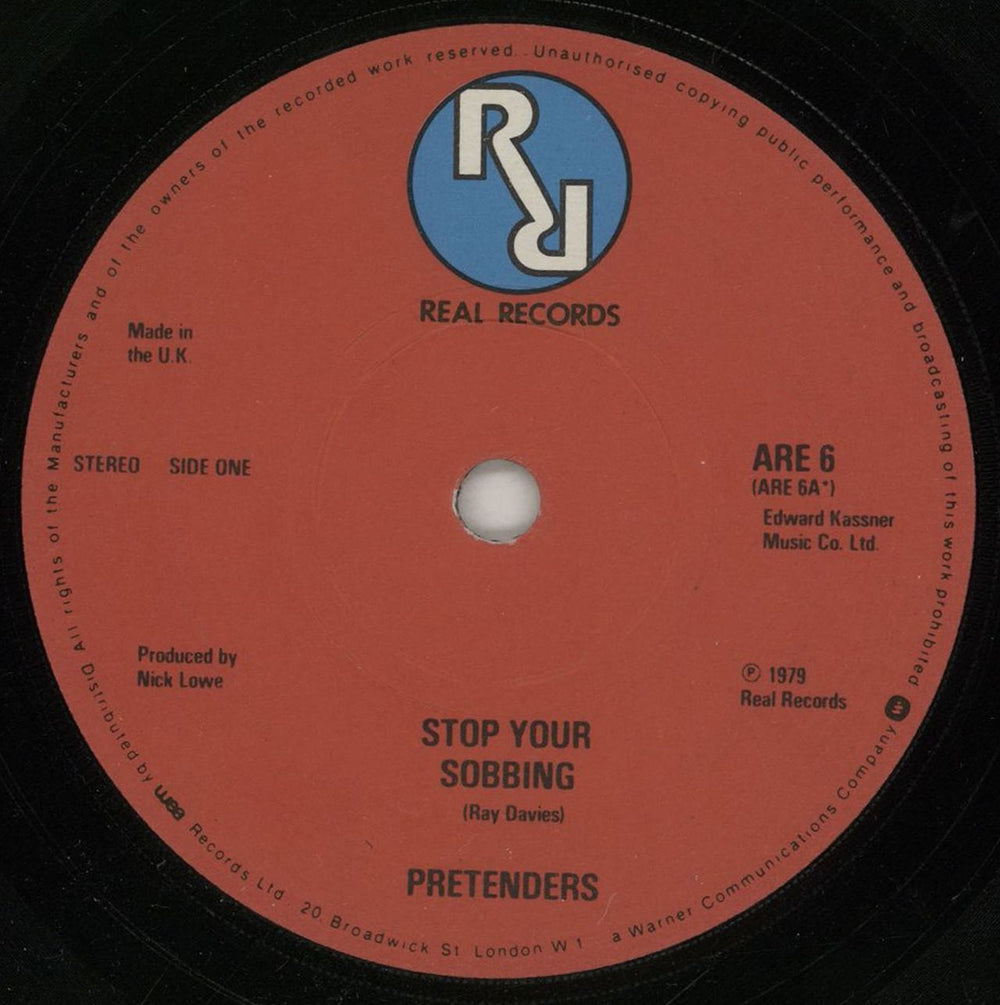 All rights of the Manufacturers and of the owners of the recorded work reserved. Unauthorised copying public performance and broadcasting of this work prohibited
RR
REAL RECORDS
Made in
the U.K.
STEREO SIDE ONE
ARE 6
(ARE 6A*)
Edward Kassner
Music Co. Ltd.
Produced by
Nick Lowe
℗ 1979
Real Records
STOP YOUR
SOBBING
(Ray Davies)
PRETENDERS
Distributed by wea Records Ltd 20 Broadwick St London W1 a Warner Communications Company